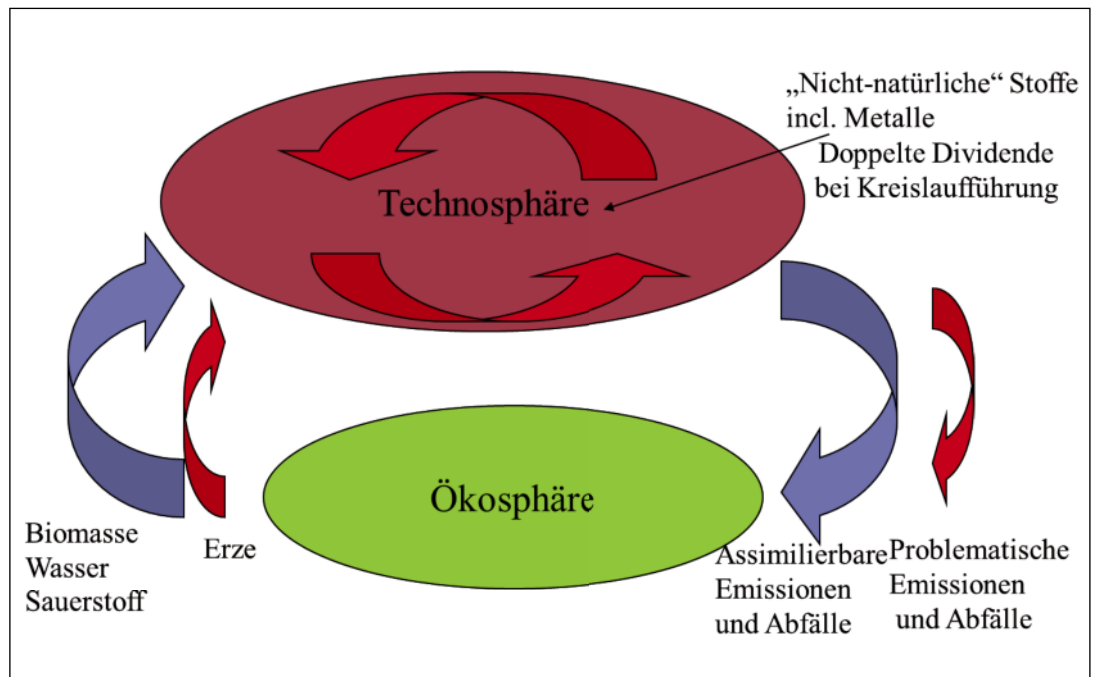 „Nicht-natürliche“ Stoffe
incl. Metalle
Doppelte Dividende
bei Kreislaufführung
Technosphäre
Ökosphäre
Biomasse
Wasser
Sauerstoff
Erze
Assimilierbare
Emissionen
und Abfälle
Problematische
Emissionen
und Abfälle